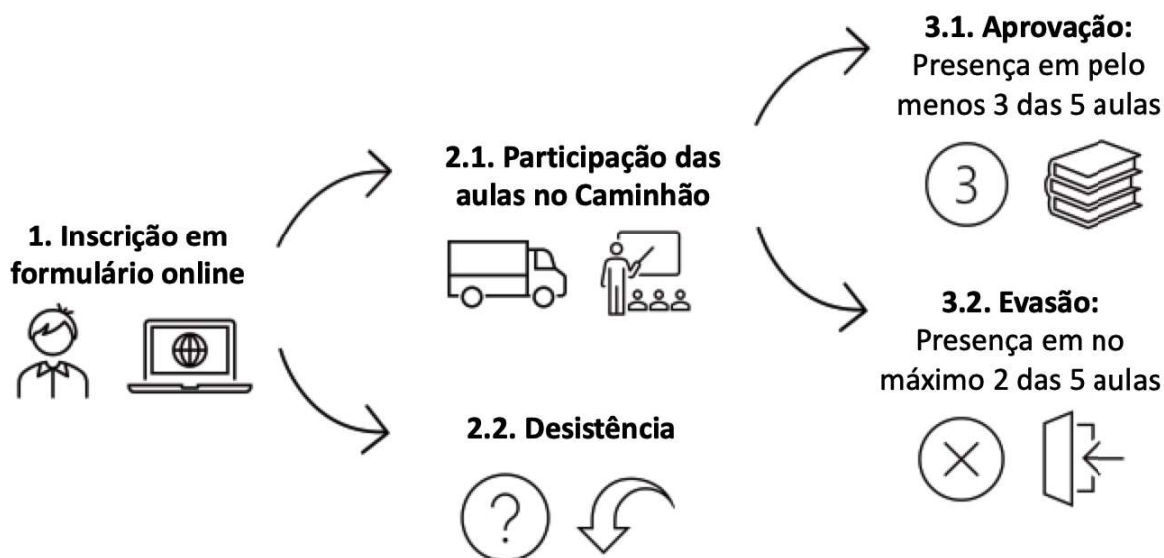 1. Inscrição em
formulário online
2.1. Participação das
aulas no Caminhão
2.2. Desistência
?
3.1. Aprovação:
Presença em pelo
menos 3 das 5 aulas
3
3.2. Evasão:
Presença em no
máximo 2 das 5 aulas